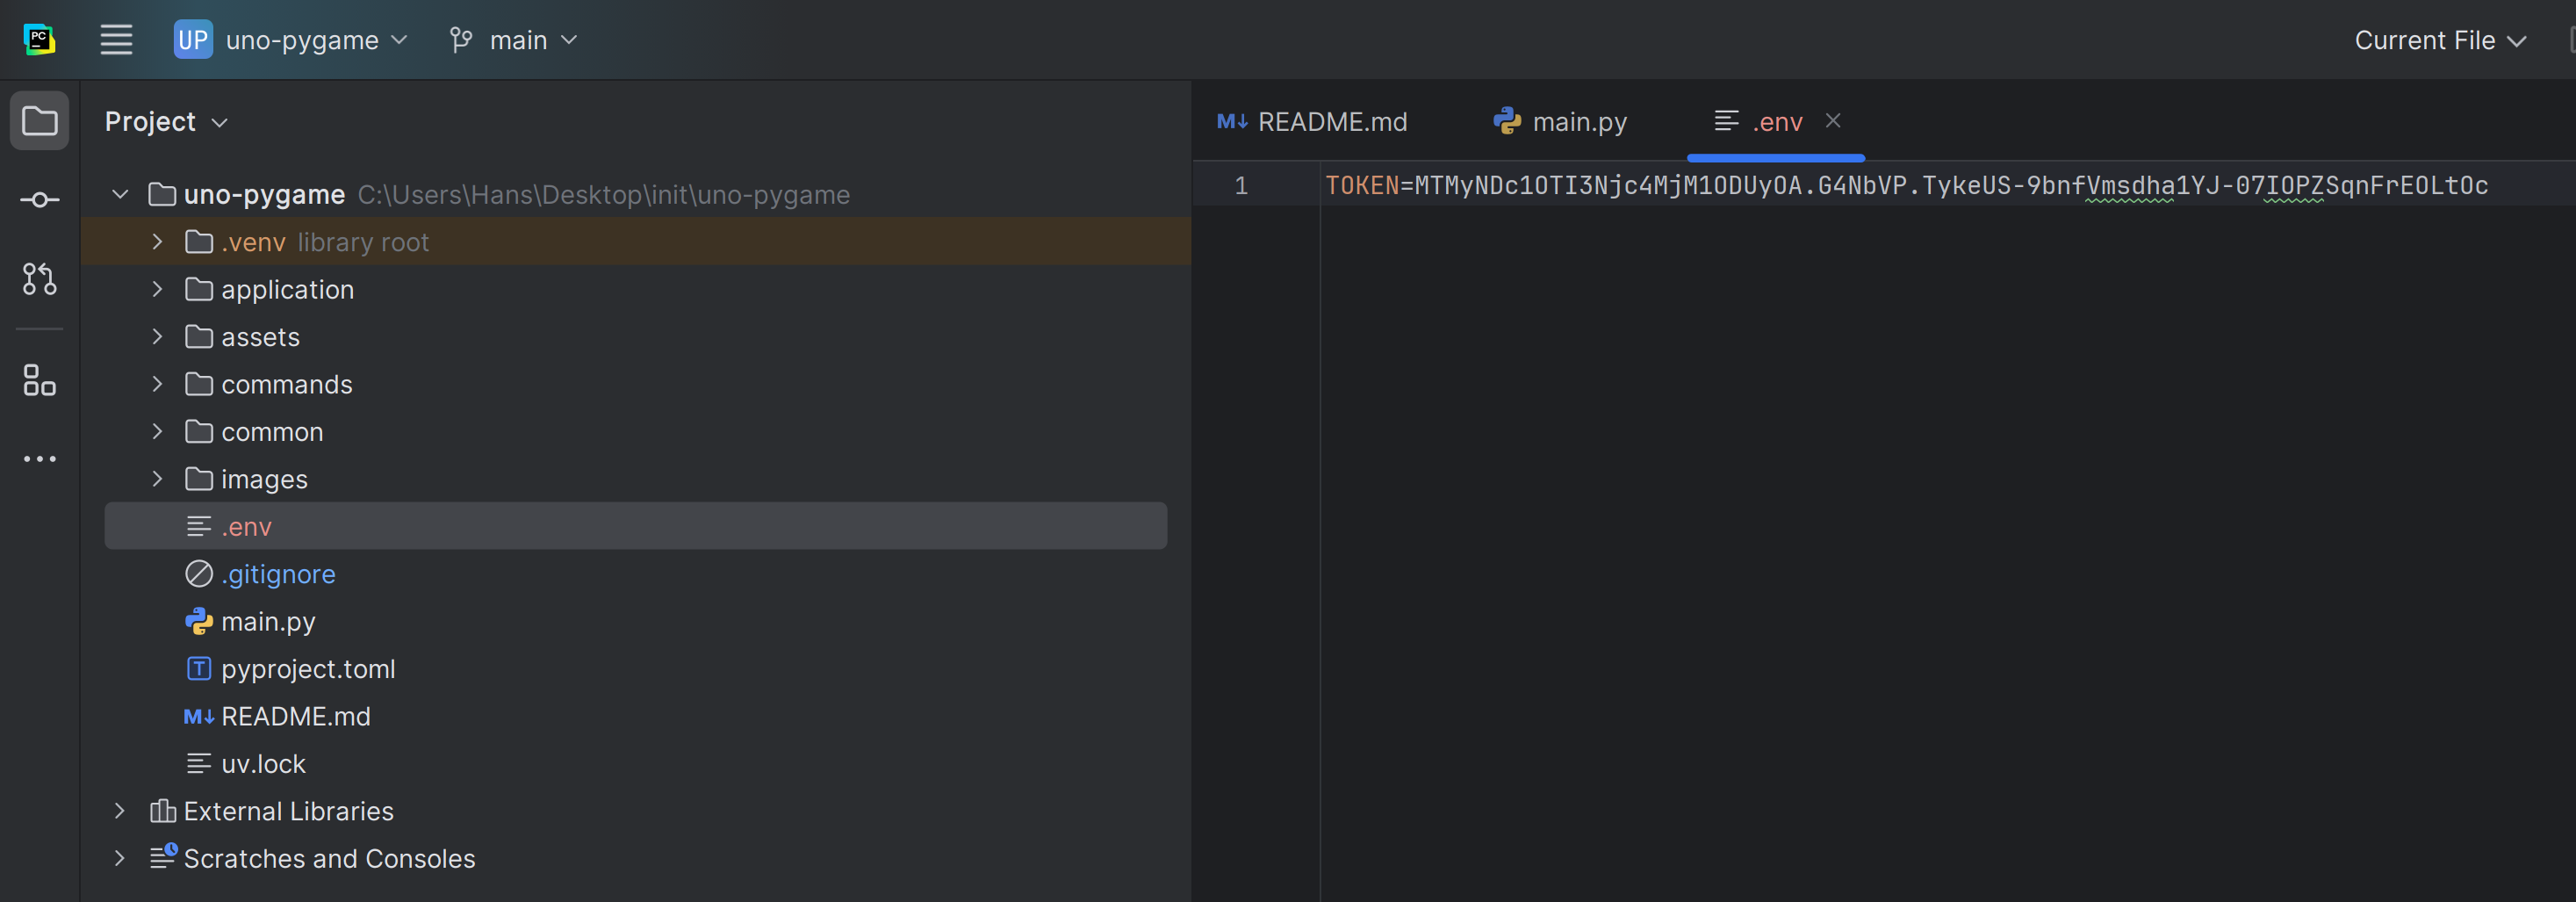 PC
UP uno-pygame
main
Current File
Project
README.md
main.py
.env
uno-pygame C:\Users\Hans\Desktop\init\uno-pygame
1 TOKEN=MTMyNDc1OTI3Njc4MjM1ODUyOA.G4NbVP.TykeUS-9bnfVmsdha1YJ-07IOPZSqnFrEOLtOc
.venv library root
application
assets
commands
common
images
.env
.gitignore
main.py
pyproject.toml
README.md
uv.lock
External Libraries
Scratches and Consoles